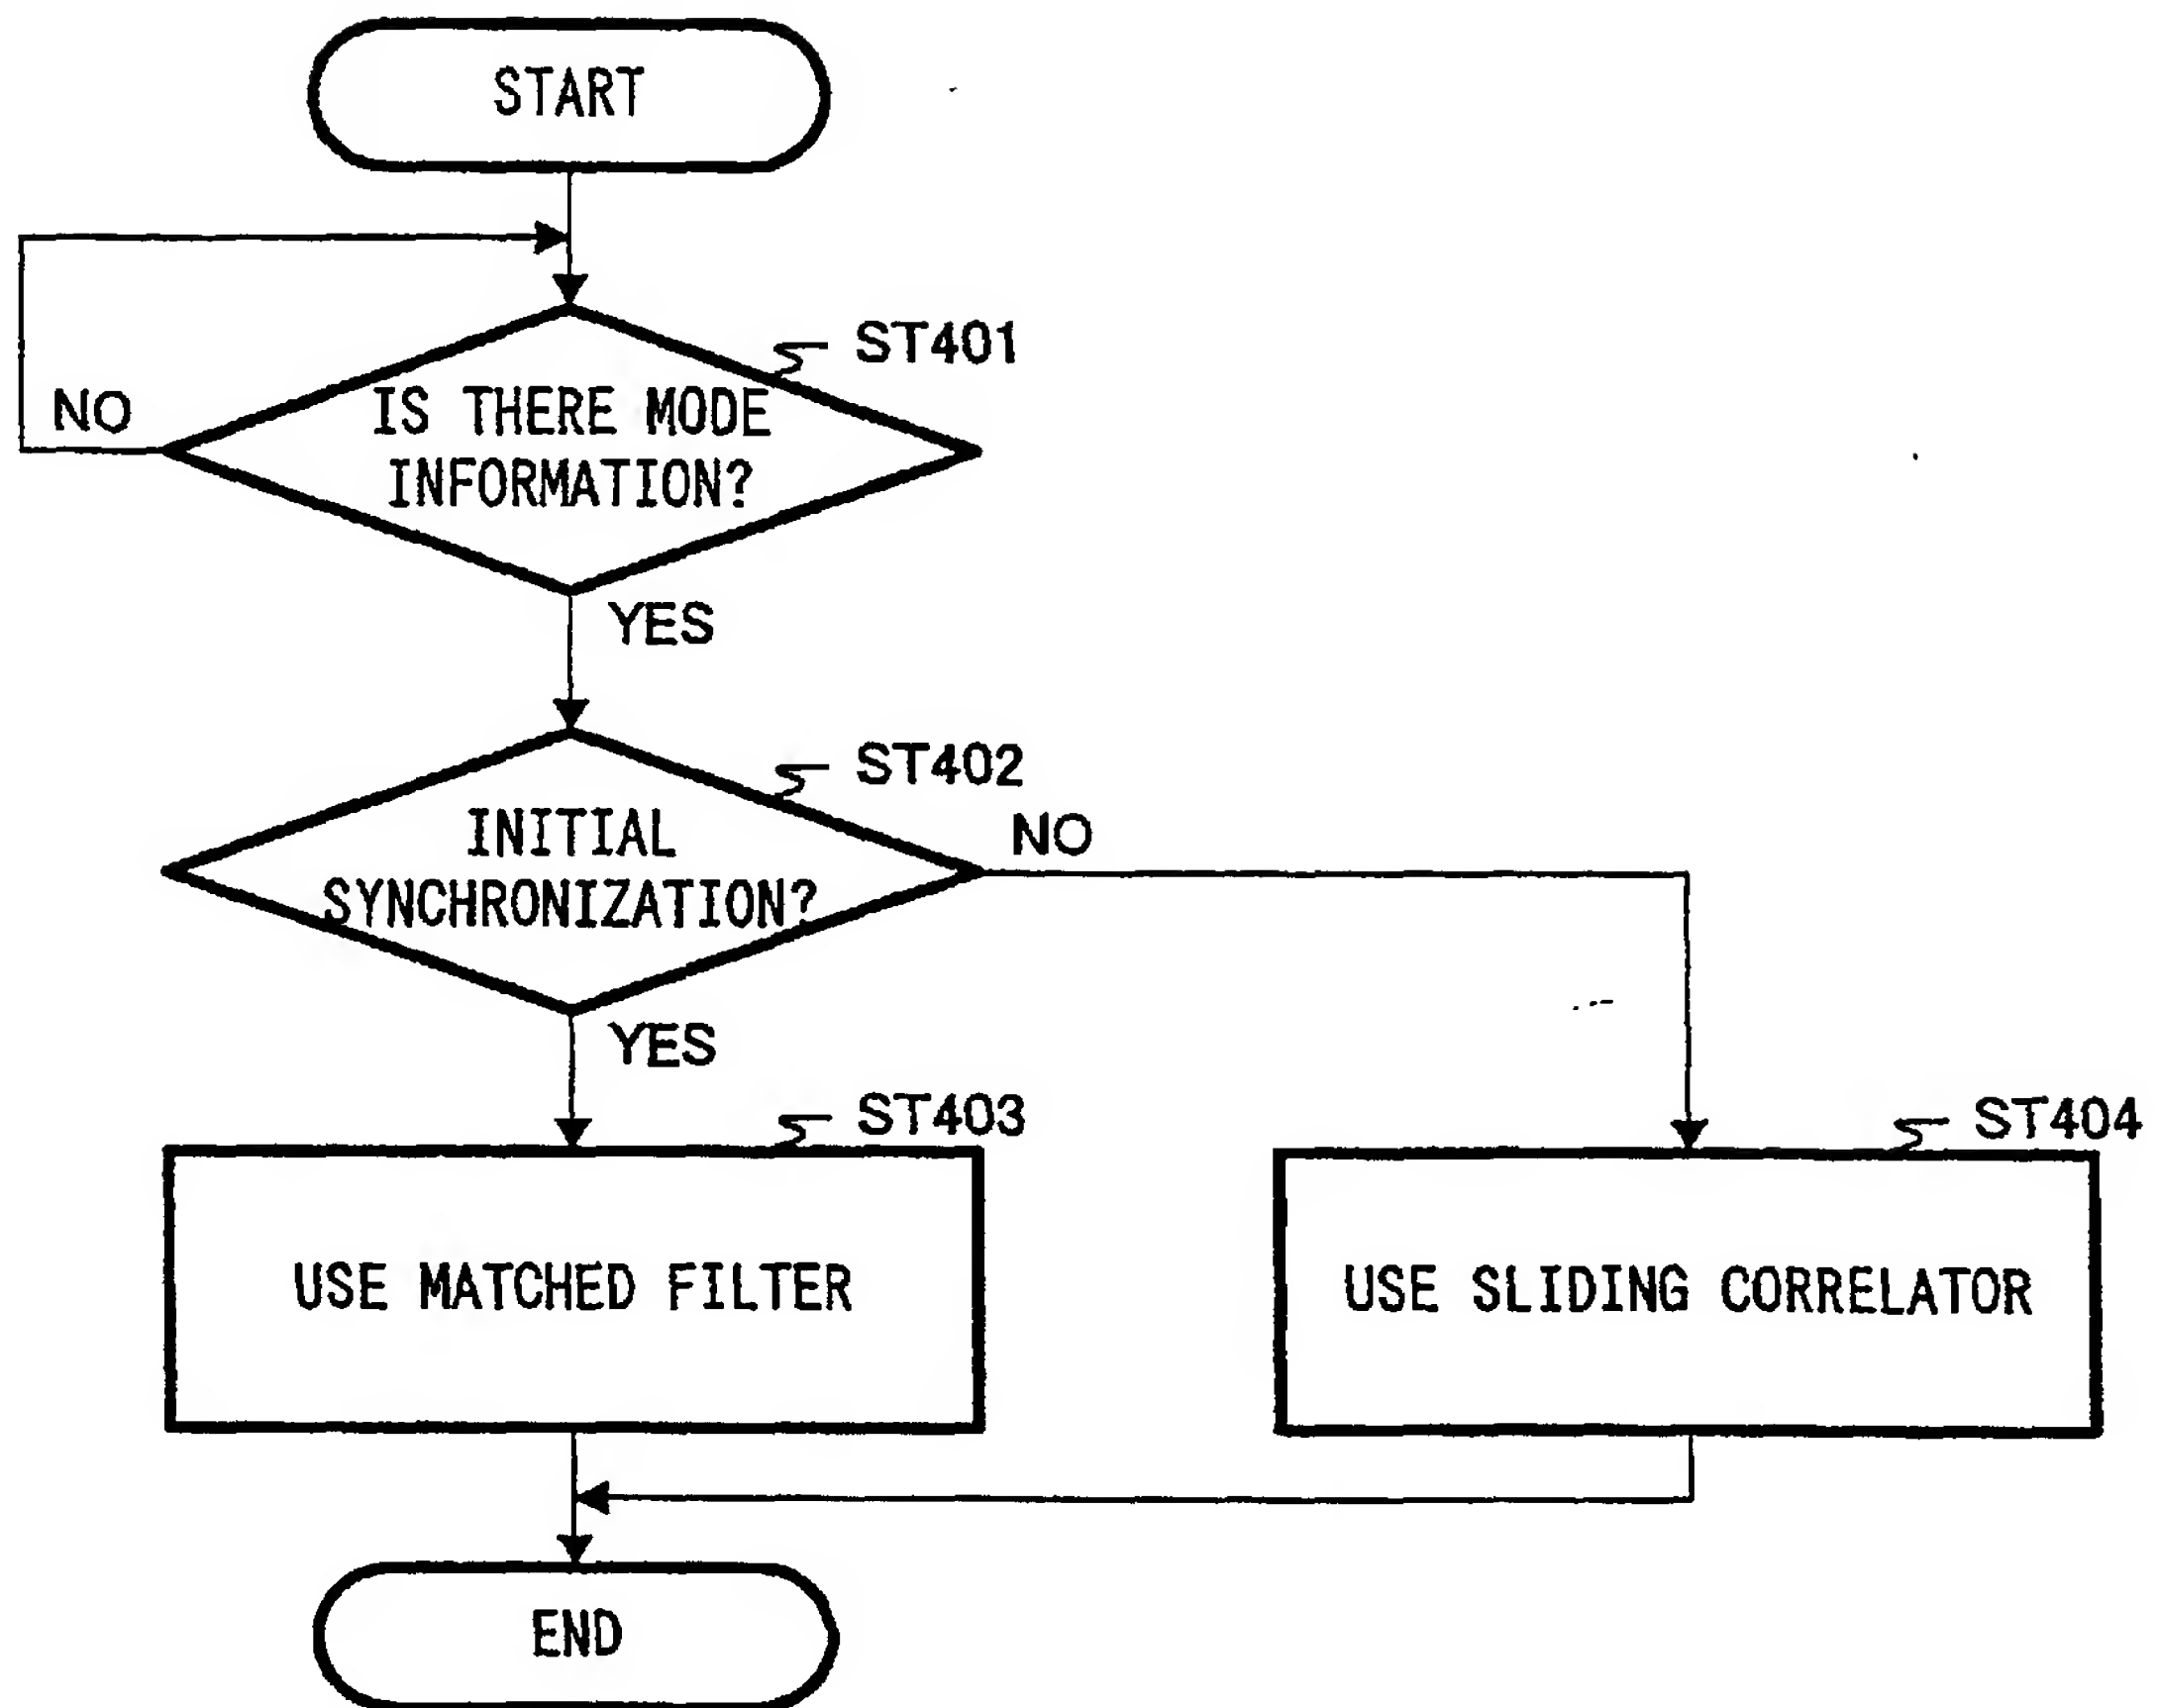 START
ST401
NO
IS THERE MODE
INFORMATION?
YES
ST402
INITIAL
SYNCHRONIZATION?
NO
YES
ST403
ST404
USE MATCHED FILTER
USE SLIDING CORRELATOR
END